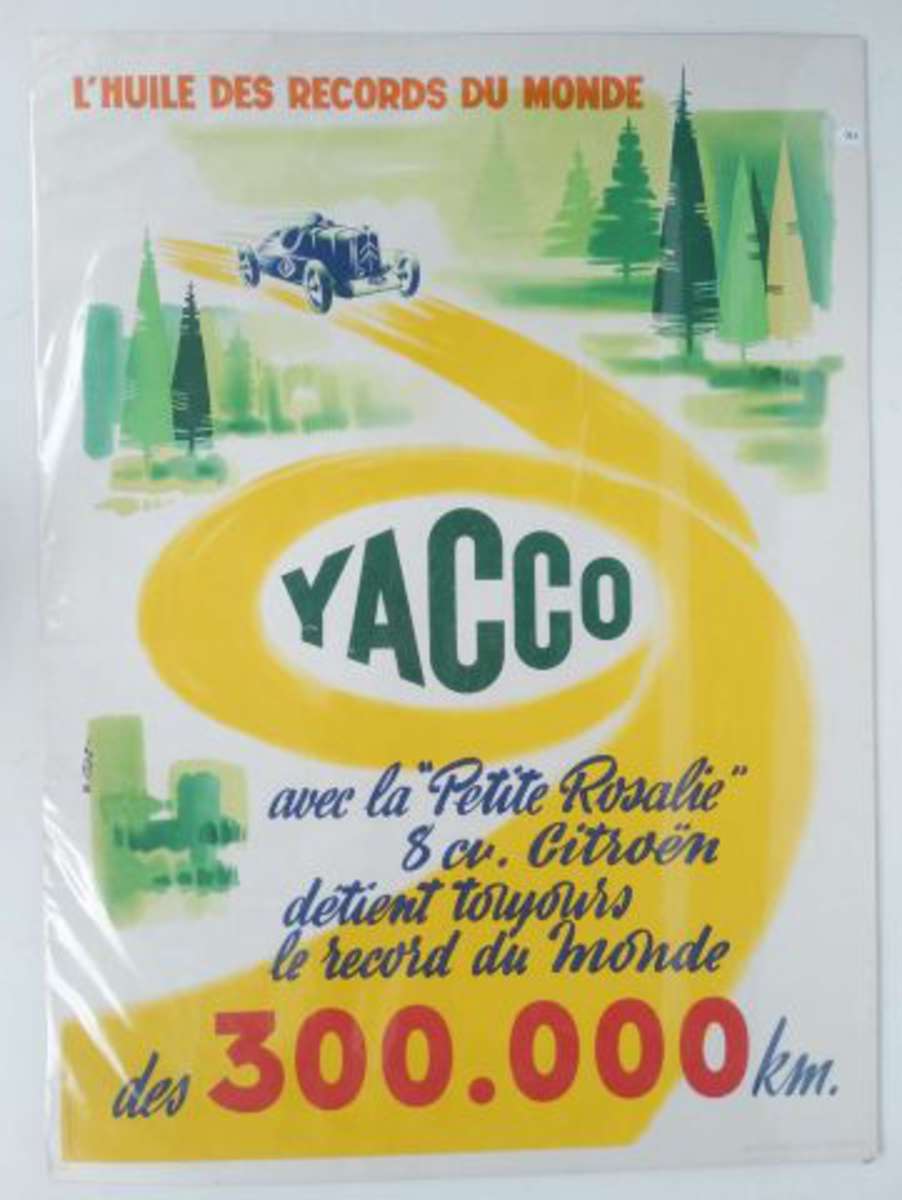 L'HUILE DES RECORDS DU MONDE
YACCO
avec la "Petite Rosalie"
8 cv. Citroën
détient toujours
le record du Monde
des 300.000 km.